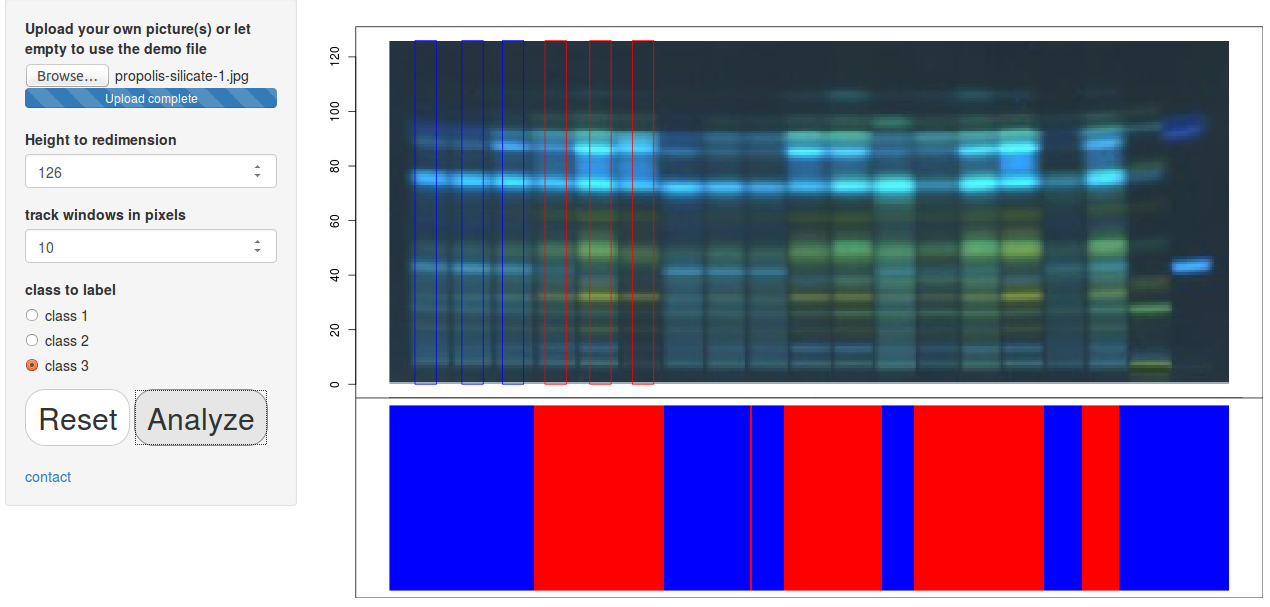 Upload your own picture(s) or let
empty to use the demo file
Browse... propolis-silicate-1.jpg
Upload complete
Height to redimension
126
track windows in pixels
10
class to label
class 1
class 2
class 3
Reset Analyze
contact
120
100
80
60
40
20
0